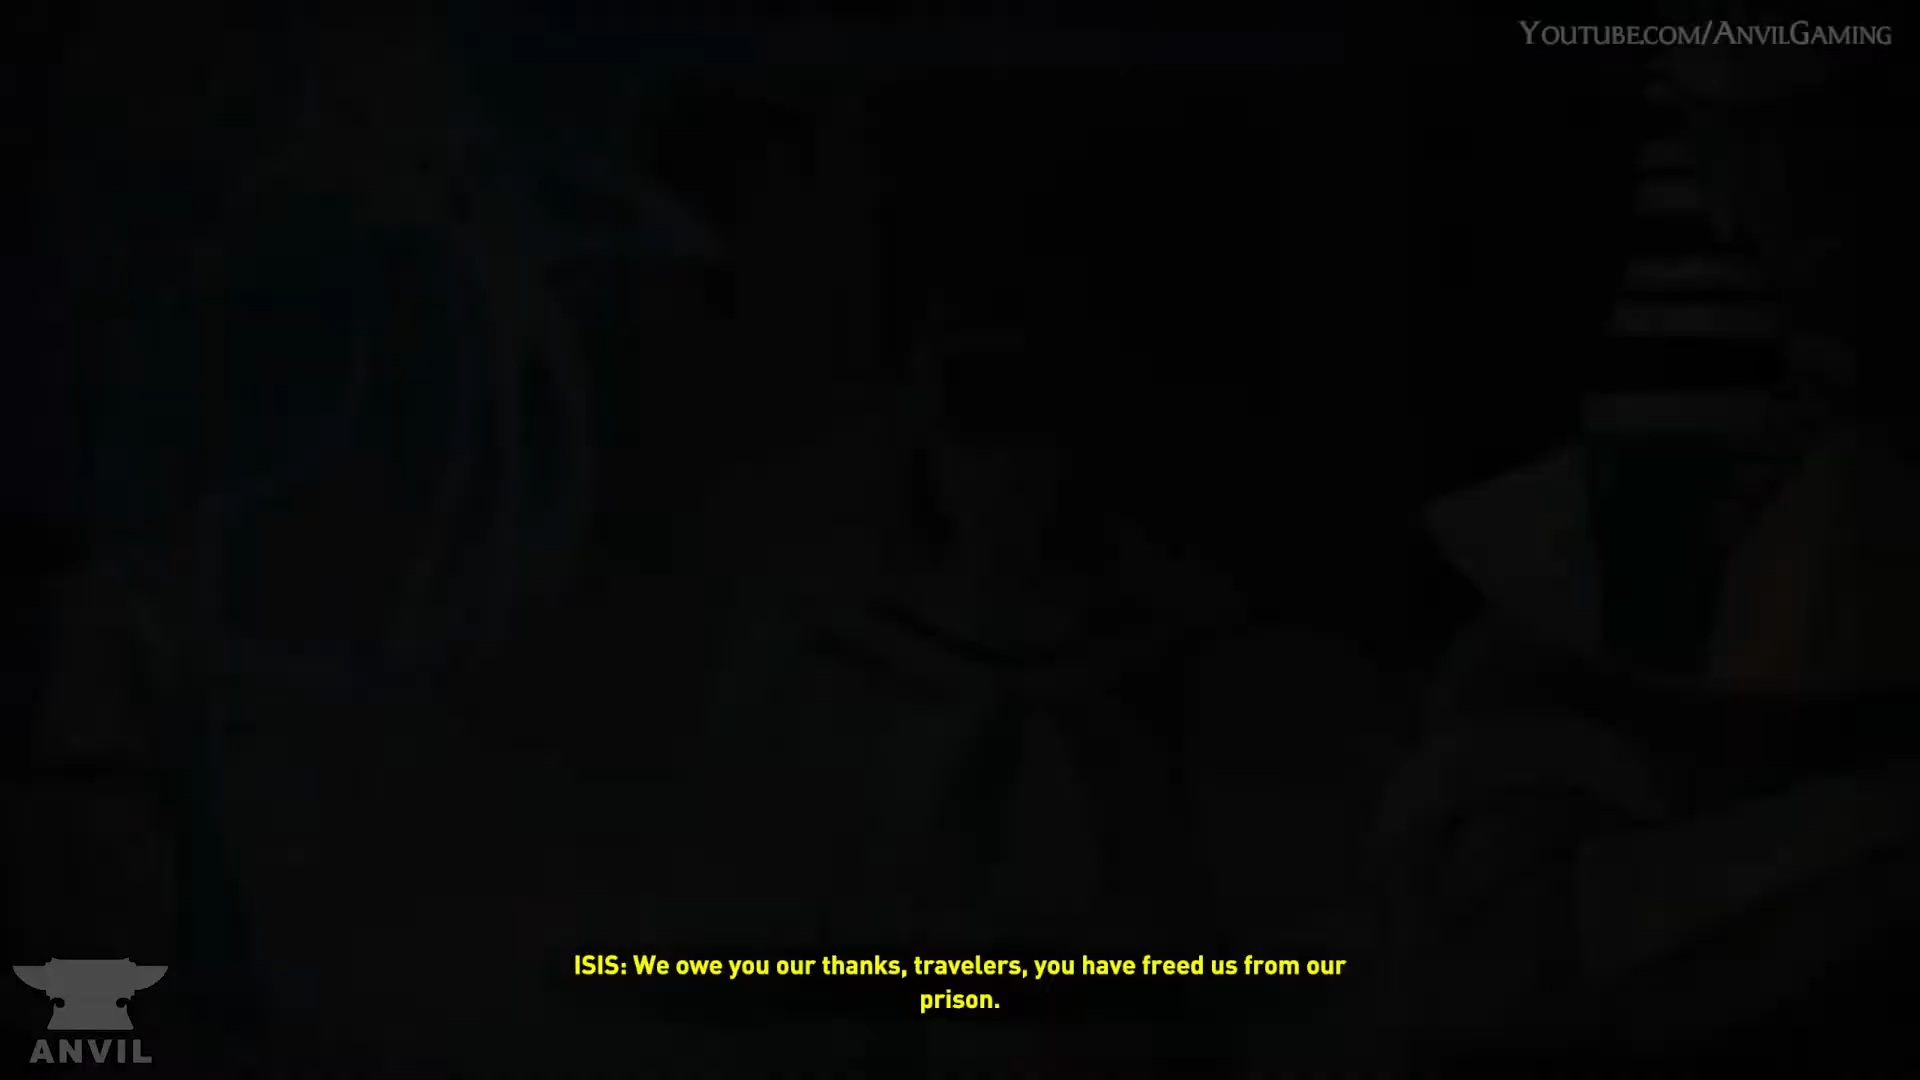 YOUTUBE.COM/ANVILGAMING
ISIS: We owe you our thanks, travelers, you have freed us from our
prison.
ANVIL